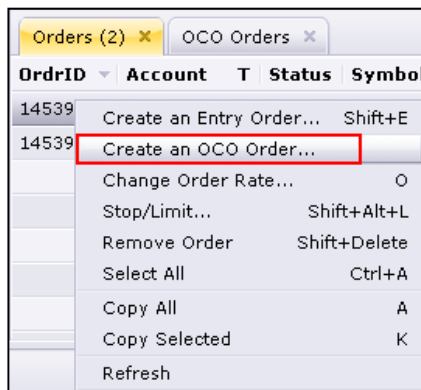 Orders (2) × OCO Orders ×
OrdrID Account T Status Symbol
14539
Create an Entry Order... Shift+E
14539
Create an OCO Order...
Change Order Rate... O
Stop/Limit... Shift+Alt+L
Remove Order Shift+Delete
Select All Ctrl+A
Copy All A
Copy Selected K
Refresh